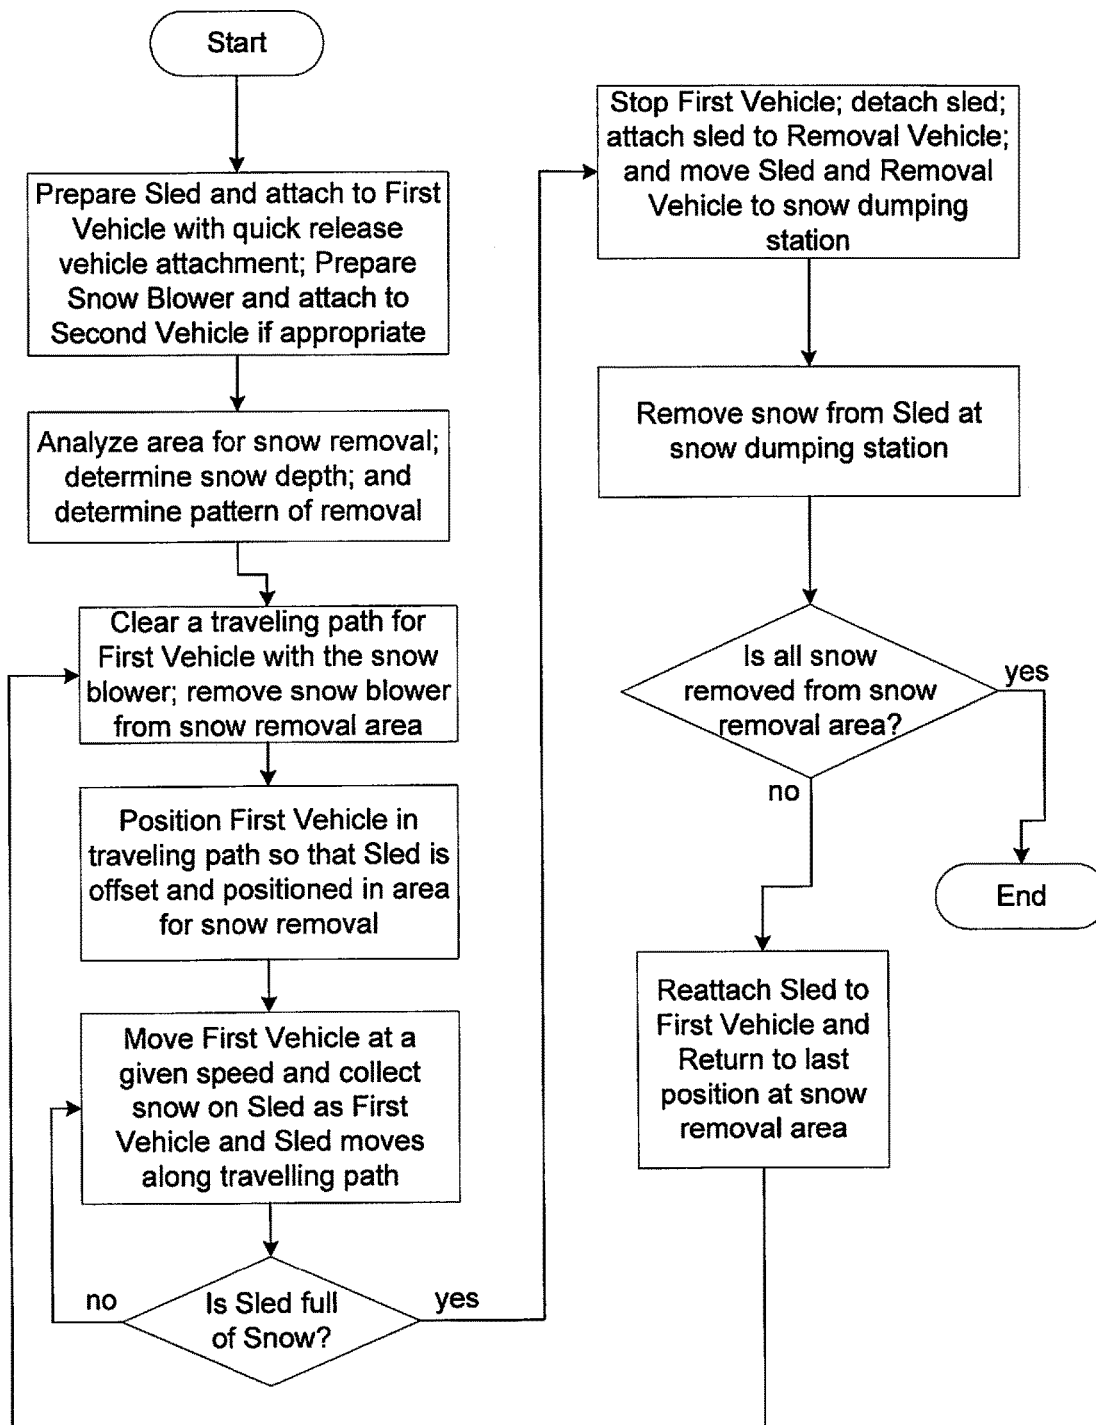 Start
Prepare Sled and attach to First
Vehicle with quick release
vehicle attachment; Prepare
Snow Blower and attach to
Second Vehicle if appropriate
Analyze area for snow removal;
determine snow depth; and
determine pattern of removal
Clear a traveling path for
First Vehicle with the snow
blower; remove snow blower
from snow removal area
Position First Vehicle in
traveling path so that Sled is
offset and positioned in area
for snow removal
Move First Vehicle at a
given speed and collect
snow on Sled as First
Vehicle and Sled moves
along travelling path
no
Is Sled full
of Snow?
yes
Stop First Vehicle; detach sled;
attach sled to Removal Vehicle;
and move Sled and Removal
Vehicle to snow dumping
station
Remove snow from Sled at
snow dumping station
Is all snow
removed from snow
removal area?
yes
no
End
Reattach Sled to
First Vehicle and
Return to last
position at snow
removal area